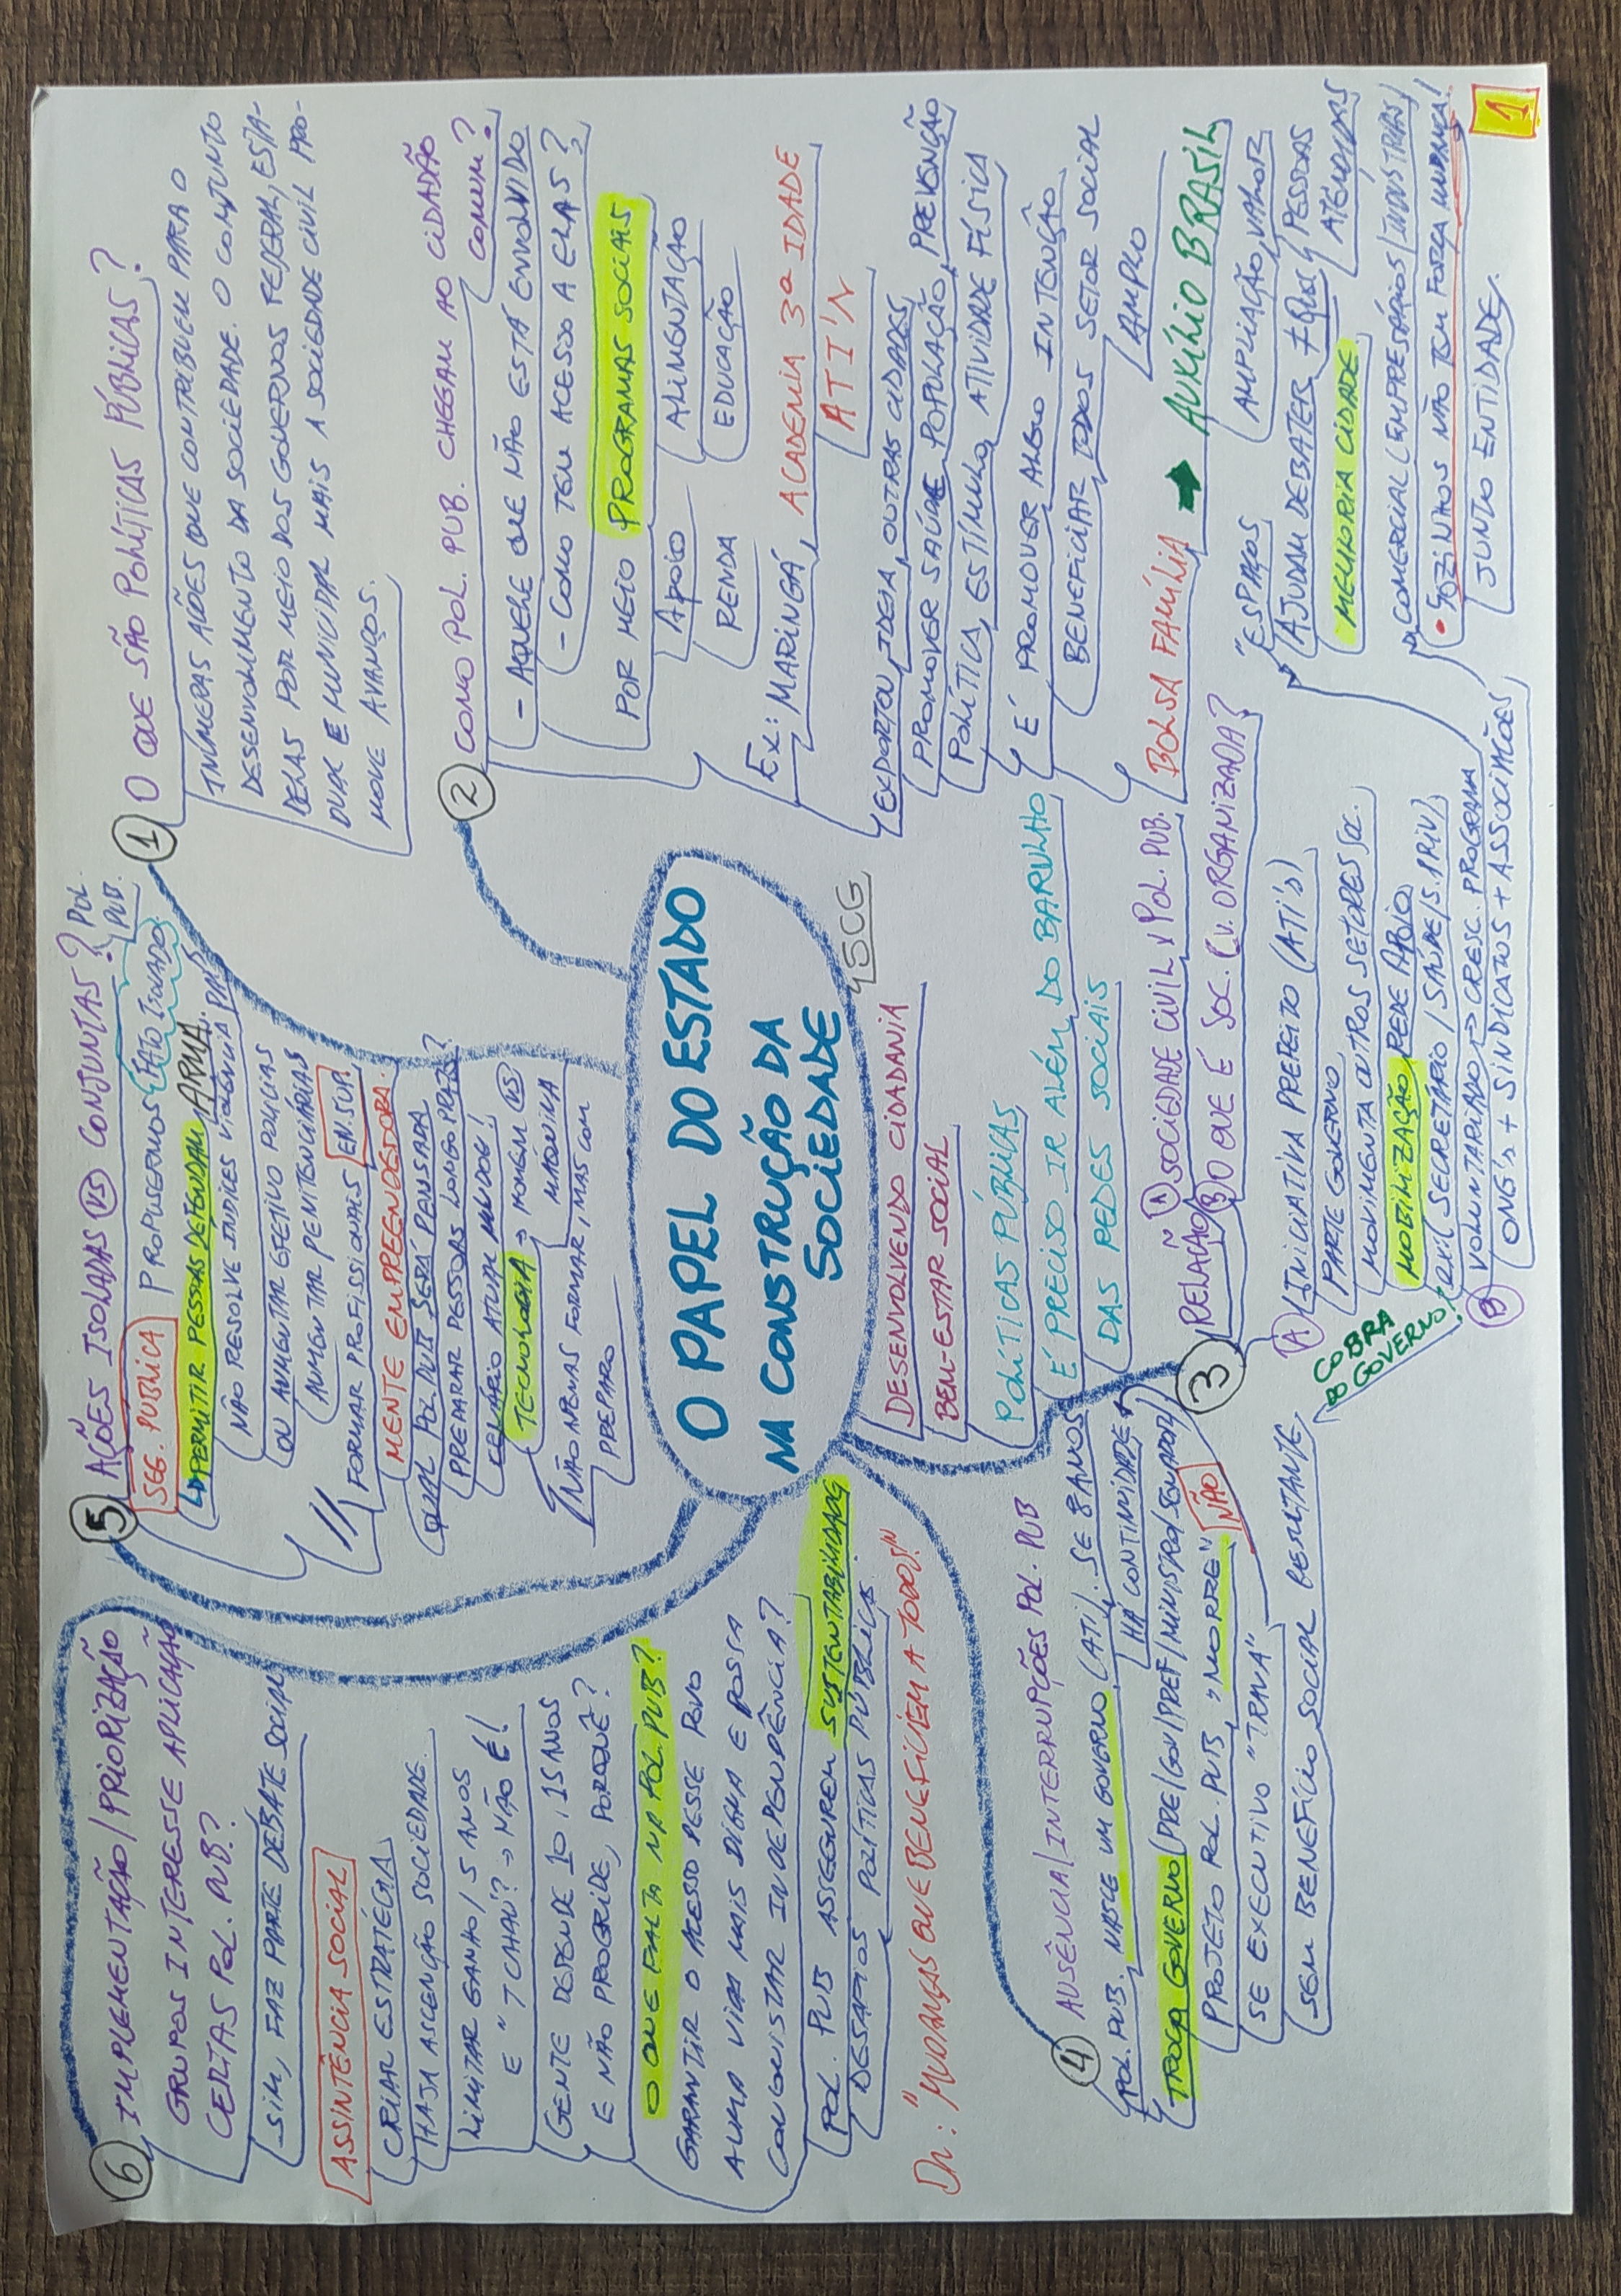 O PAPEL DO ESTADO
NA CONSTRUÇÃO DA
SOCIEDADE
SCG
DESENVOLVENDO CIDADANIA
BEM-ESTAR SOCIAL
POLÍTICAS PÚBLICAS
É PRECISO IR ALÉM DO BARULHO
DAS REDES SOCIAIS
1 O QUE SÃO POLÍTICAS PÚBLICAS?
INÚMERAS AÇÕES QUE CONTRIBUEM PARA O
DESENVOLVIMENTO DA SOCIEDADE. O CONJUNTO
DELAS POR MEIO DOS GOVERNOS FEDERAL, ESTA-
DUAL E MUNICIPAL MAIS A SOCIEDADE CIVIL PRO-
MOVE AVANÇOS.
2 COMO POL. PUB. CHEGAM AO CIDADÃO
COMUM?
- AQUELE QUE NÃO ESTÁ ENVOLVIDO
- COMO TEM ACESSO A ELAS?
POR MEIO PROGRAMAS SOCIAIS
APOIO ALIMENTAÇÃO
RENDA EDUCAÇÃO
EX: MARINGÁ, ACADEMIA 3ª IDADE
ATI'S
EXPORTOU IDEIA, OUTRAS CIDADES
PROMOVER SAÚDE POPULAÇÃO, PREVENÇÃO
POLÍTICA, ESTÍMULO, ATIVIDADE FÍSICA
É PROMOVER ALGO INTENÇÃO
BENEFICIAR, TODOS SETOR SOCIAL
AMPLO
BOLSA FAMÍLIA → AUXÍLIO BRASIL
AMPLIAÇÃO, VALOR
PESSOAS
ATENDIDAS
3 RELAÇÃO
A SOCIEDADE CIVIL X POL. PUB.
B O QUE É SOC. CIV. ORGANIZADA?
A INICIATIVA PREFEITO (ATI's)
PARTE GOVERNO
MOVIMENTA OUTROS SETORES SOC.
MOBILIZAÇÃO REDE APOIO
ex: (SECRETÁRIO / SAÚDE / S. PRIV)
B VOLUNTARIADO → CRESC. PROGRAMA
ONG's + SINDICATOS + ASSOCIAÇÕES
COBRA
DO GOVERNO!
"ESPAÇOS
AJUDAM DEBATER ≠ QUES
MELHORIA CIDADE
COMERCIAL (EMPRESÁRIOS / INDÚSTRIAS)
• SOZINHOS NÃO TEM FORÇA MUDANÇA!
JUNTO ENTIDADE
4 AUSÊNCIA/INTERRUPÇÕES POL. PUB
POL. PUB. NASCE UM GOVERNO (ATI). SE 8 ANOS
HÁ CONTINUIDADE
TROCA GOVERNO (PRE/GOV/PREF/MINISTRO/SENADOR)
PROJETO POL. PUB, "MORRE" NÃO
SE EXECUTIVO "TRAVA"
SEM BENEFÍCIO SOCIAL RESULTANTE
5 AÇÕES ISOLADAS VS CONJUNTAS? POL.
PUB.
SEG. PÚBLICA PROPUSERMOS FATO ISOLADO
PERMITIR PESSOAS DEFENDAM, ARMA.
NÃO RESOLVE ÍNDICES VIOLÊNCIA
OU AUMENTAR EFETIVO POLICIAS
AUMENTAR PENITENCIÁRIAS
FORMAR PROFISSIONAIS EN. SUP.
MENTE EMPREENDEDORA.
QUAL POL. PUB SERÁ PENSADA
PREPARAR PESSOAS LONGO PRAZO?
CENÁRIO ATUAL MUDOU!
TECNOLOGIA → HOMEM VS
MÁQUINA
NÃO APENAS FORMAR, MAS COM
PREPARO
6 IMPLEMENTAÇÃO/PRIORIZAÇÃO
GRUPOS INTERESSE APLICAÇÃO
CERTAS POL. PUB.?
SIM, FAZ PARTE DEBATE SOCIAL
ASSINTÊNCIA SOCIAL
CRIAR ESTRATÉGIA
HAJA ASCENÇÃO SOCIEDADE.
LIMITAR GANHO / 5 ANOS
E "TCHAU"? → NÃO É!
GENTE DEPENDE 10, 15 ANOS
E NÃO PROGRIDE, PORQUÊ?
O QUE FALTA NA POL. PUB?
GARANTIR O ACESSO DESSE POVO
A UMA VIDA MAIS DIGNA E POSSA
CONQUISTAR INDEPENDÊNCIA?
POL. PUB ASSEGUREM SUSTENTABILIDADE
DESAFIOS POLÍTICAS PÚBLICAS
"MUDANÇAS QUE BENEFICIEM A TODOS!"
1